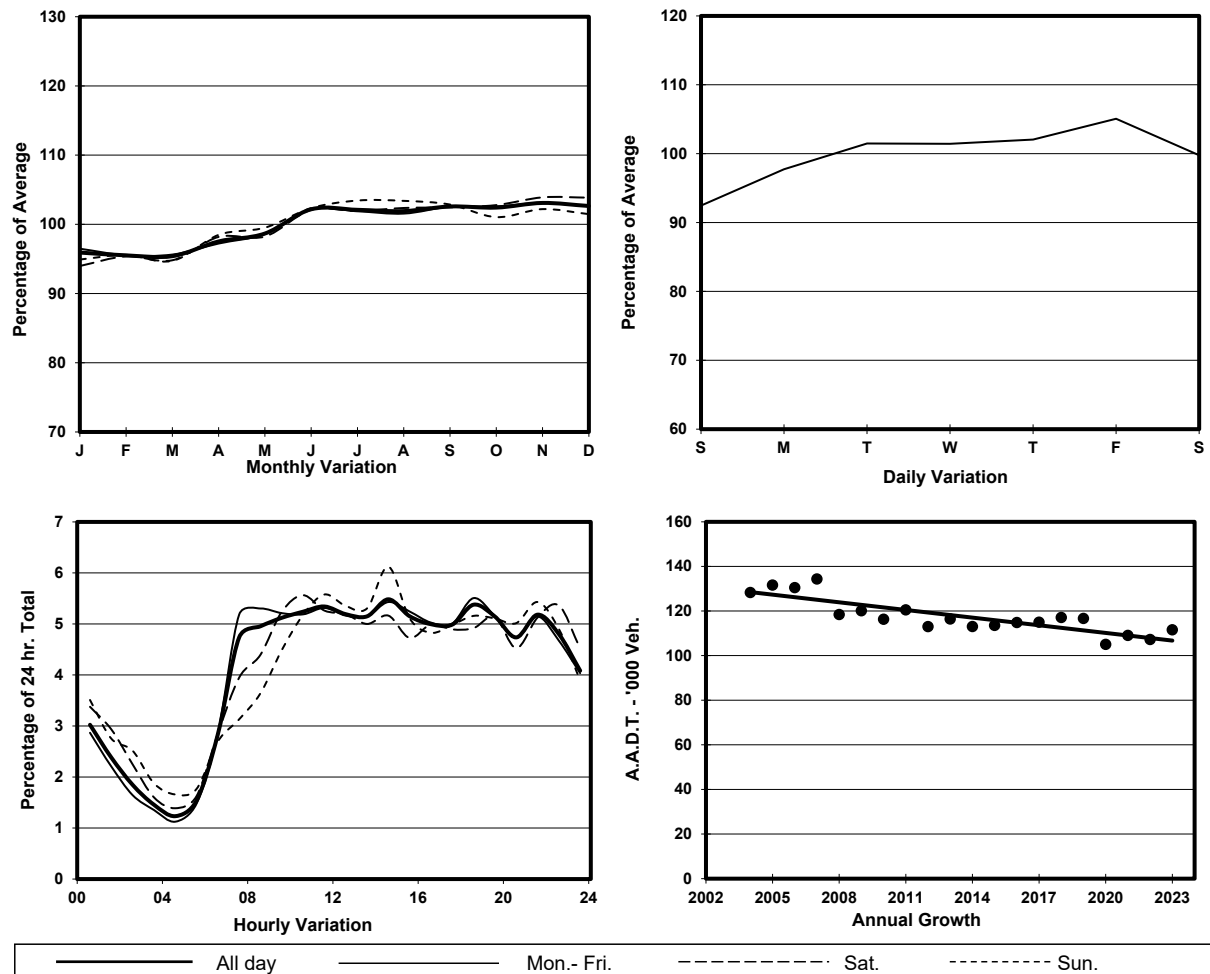 130
120
110
100
90
80
70
Percentage of Average
J F M A M J J A S O N D
Monthly Variation
120
110
100
90
80
70
60
Percentage of Average
S M T W T F S
Daily Variation
7
6
5
4
3
2
1
0
Percentage of 24 hr. Total
00 04 08 12 16 20 24
Hourly Variation
160
140
120
100
80
60
40
20
0
A.A.D.T. - '000 Veh.
2002 2005 2008 2011 2014 2017 2020 2023
Annual Growth
All day Mon.- Fri. Sat. Sun.